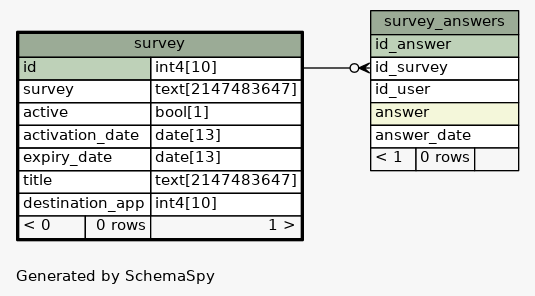 survey
id int4[10]
survey text[2147483647]
active bool[1]
activation_date date[13]
expiry_date date[13]
title text[2147483647]
destination_app int4[10]
< 0 0 rows 1 >
survey_answers
id_answer
id_survey
id_user
answer
answer_date
< 1 0 rows
Generated by SchemaSpy